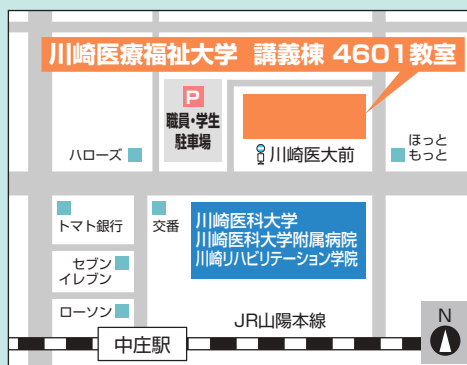 川崎医療福祉大学 講義棟 4601教室
P
職員・学生
駐車場
ハローズ
川崎医大前
ほっと
もっと
トマト銀行
交番
川崎医科大学
川崎医科大学附属病院
川崎リハビリテーション学院
セブン
イレブン
ローソン
JR山陽本線
中庄駅
N